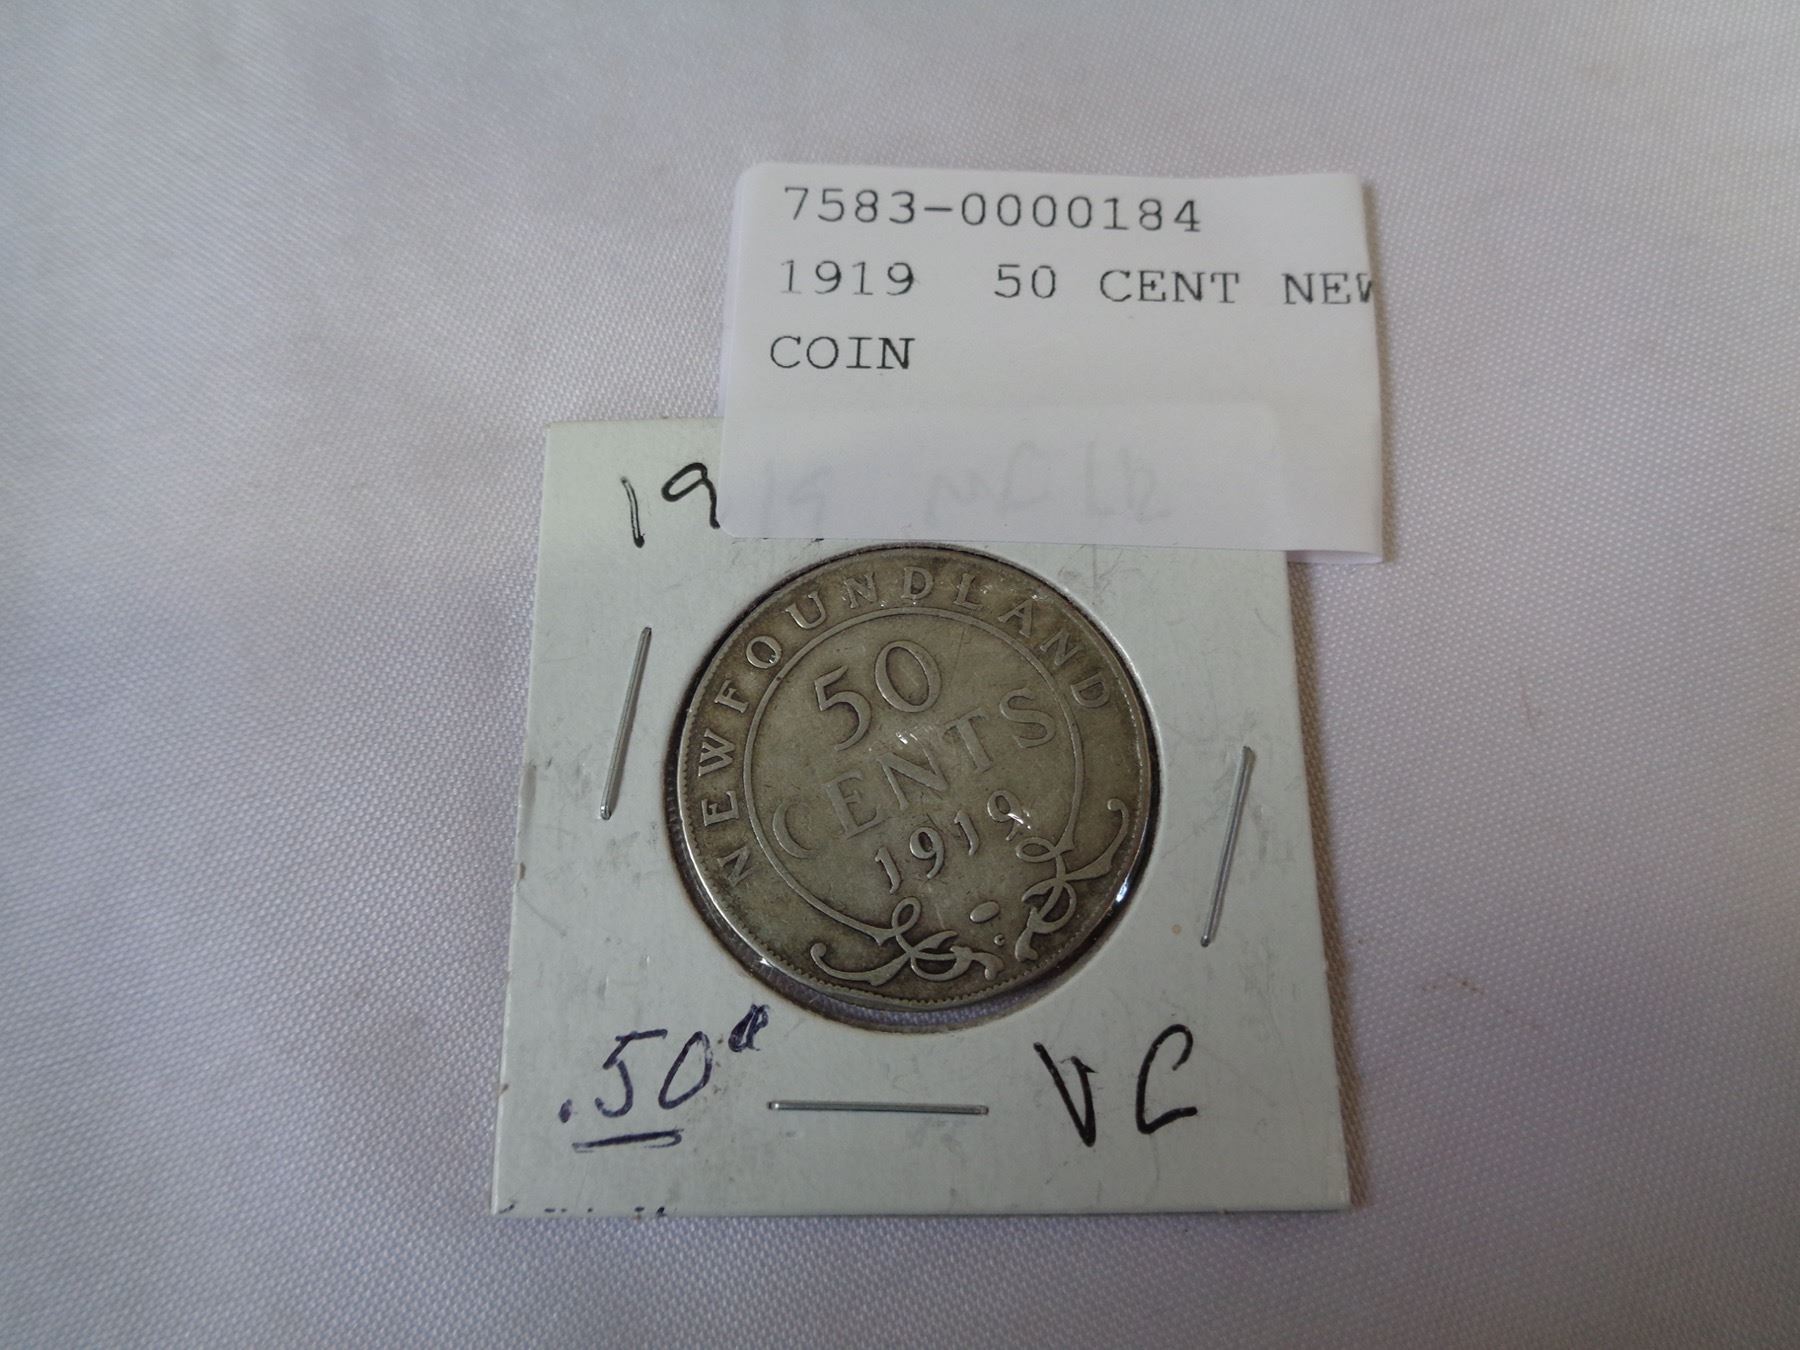 7583-0000184
1919 50 CENT NEW
COIN
19
NEWFOUNDLAND
50
CENTS
1919
.50¢
VC